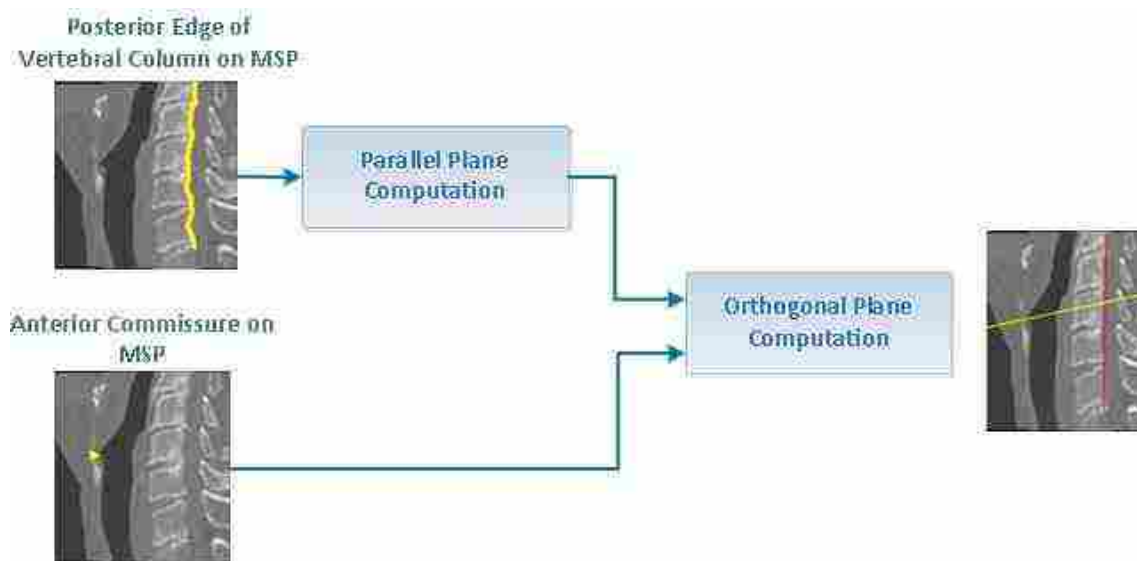 Posterior Edge of
Vertebral Column on MSP
Parallel Plane
Computation
Anterior Commissure on
MSP
Orthogonal Plane
Computation